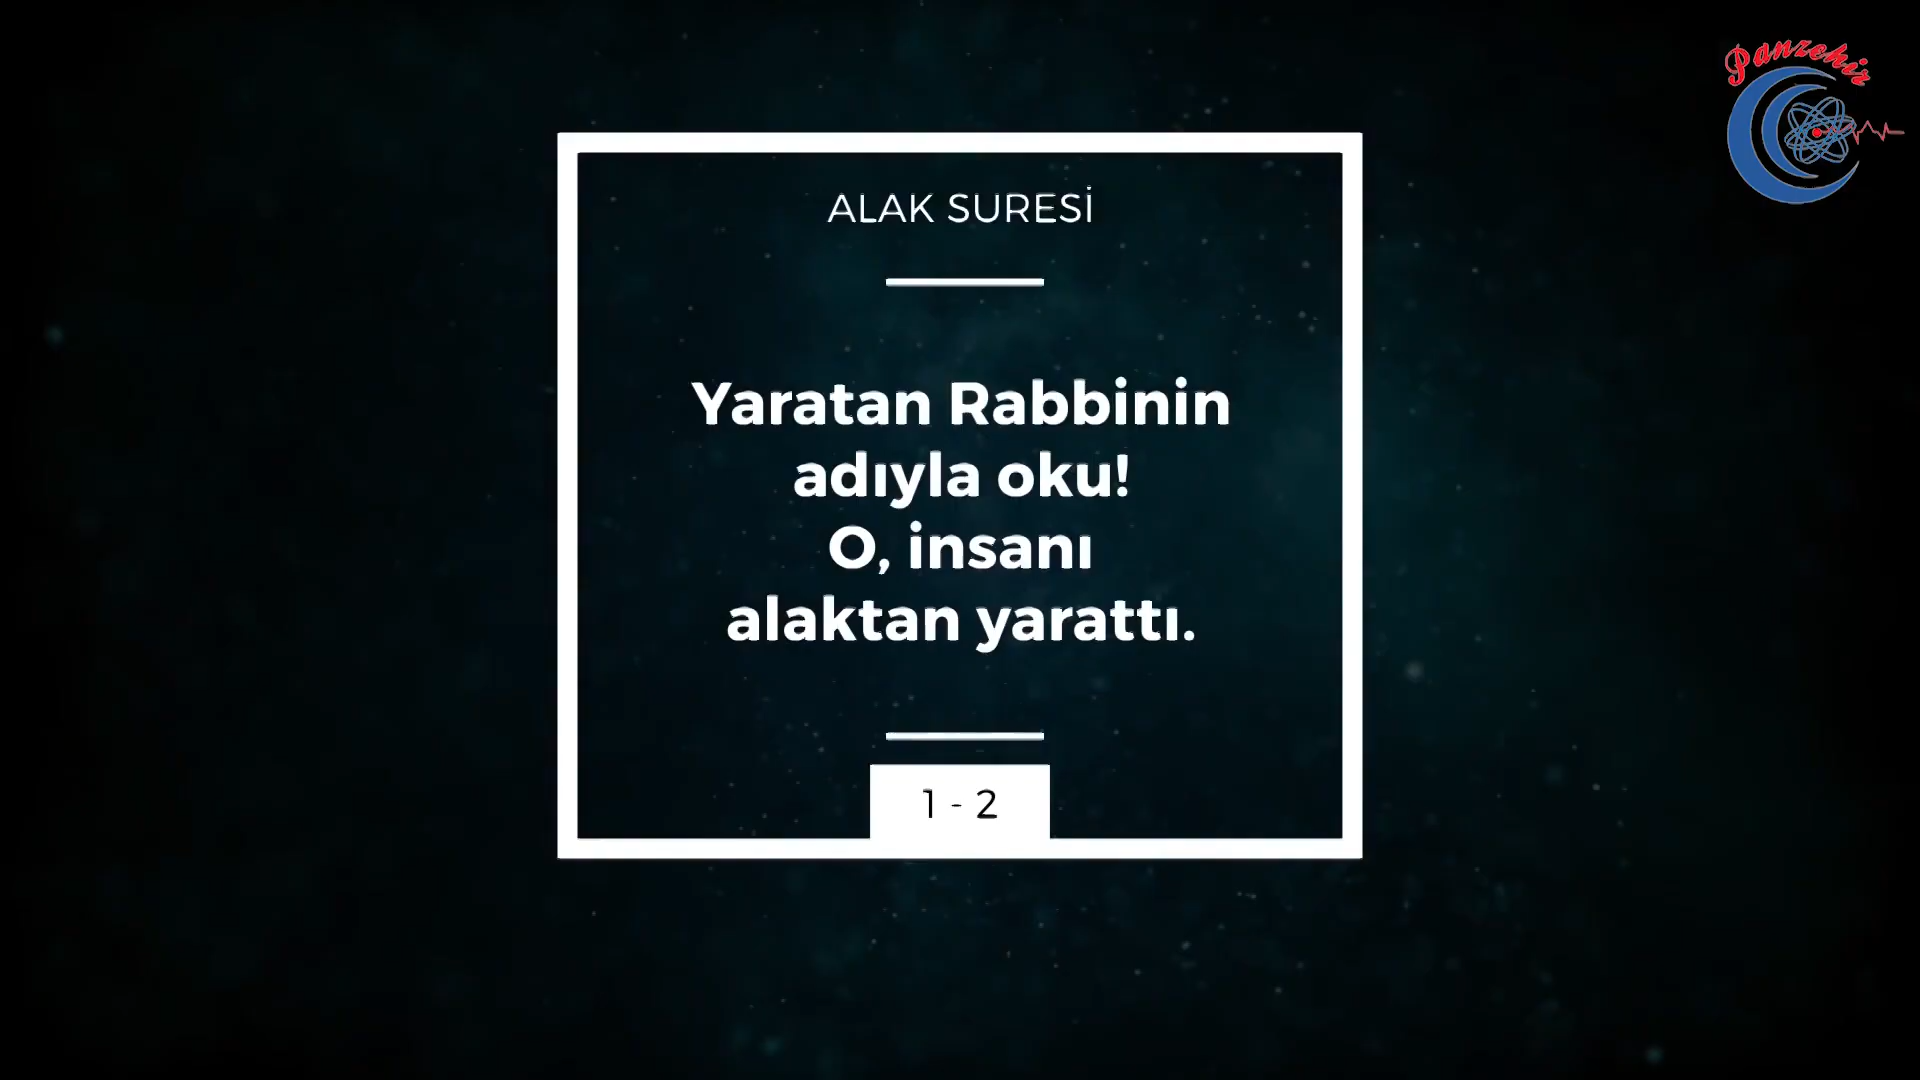 Panzehir
ALAK SURESİ
Yaratan Rabbinin
adıyla oku!
O, insanı
alaktan yarattı.
1 - 2